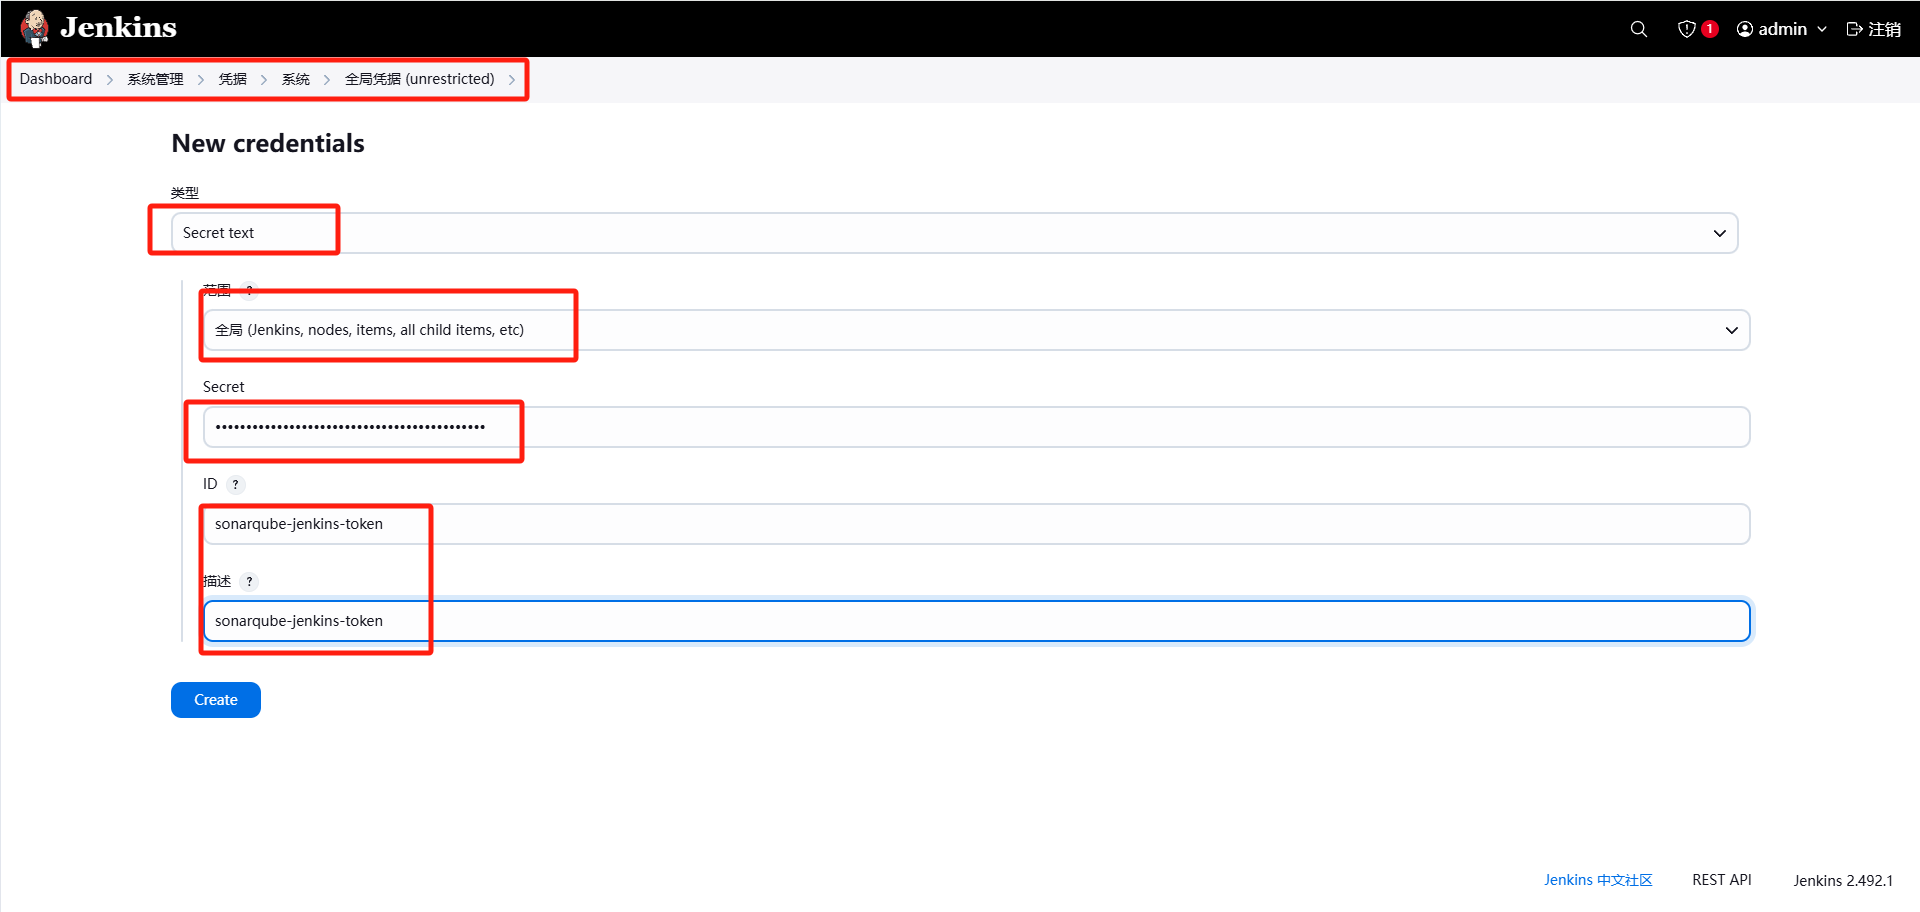 Jenkins
1 admin 注销
Dashboard 系统管理 凭据 系统 全局凭据 (unrestricted)
New credentials
类型
Secret text
范围 ?
全局 (Jenkins, nodes, items, all child items, etc)
Secret
••••••••••••••••••••••••••••••••••••••••••••
ID ?
sonarqube-jenkins-token
描述 ?
sonarqube-jenkins-token
Create
Jenkins 中文社区 REST API Jenkins 2.492.1